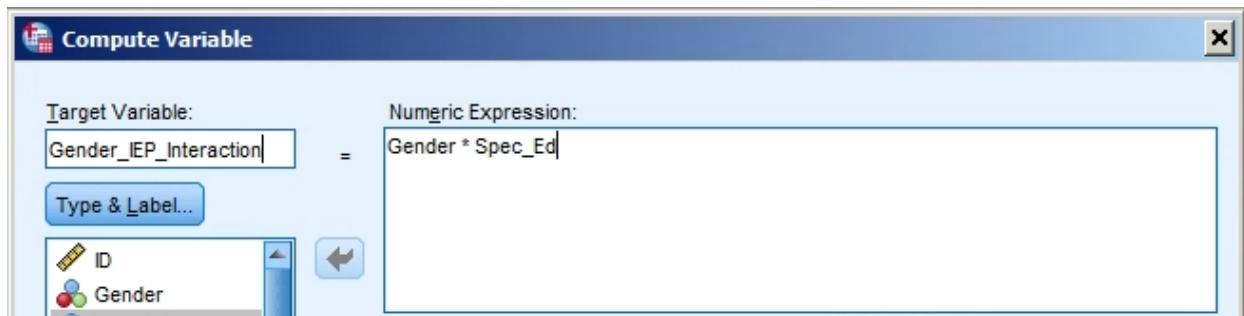 Compute Variable
Target Variable:
Numeric Expression:
Gender_IEP_Interaction
=
Gender * Spec_Ed
Type & Label...
ID
Gender